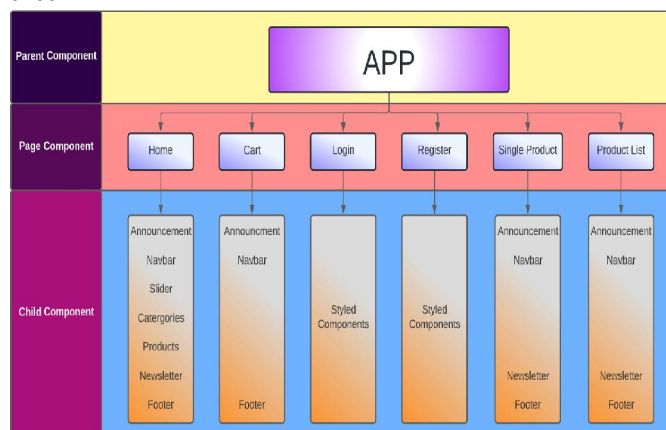 Parent Component
APP
Page Component
Home
Cart
Login
Register
Single Product
Product List
Child Component
Announcement
Navbar
Slider
Catergories
Products
Newsletter
Footer
Announcment
Navbar
Footer
Styled
Components
Styled
Components
Announcement
Navbar
Newsletter
Footer
Announcement
Navbar
Newsletter
Footer